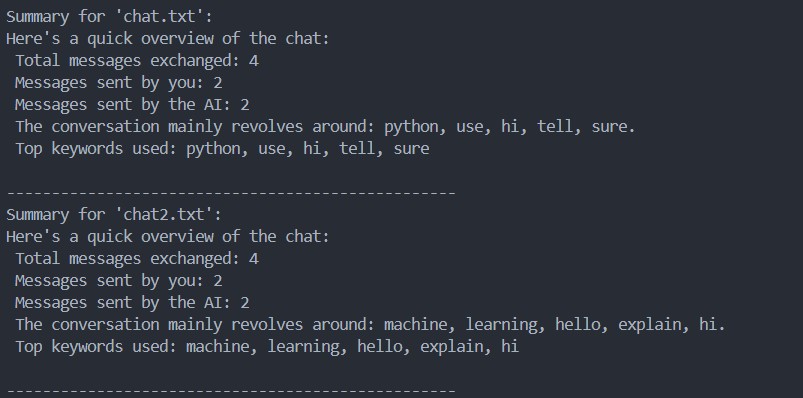 Summary for 'chat.txt':
Here's a quick overview of the chat:
Total messages exchanged: 4
Messages sent by you: 2
Messages sent by the AI: 2
The conversation mainly revolves around: python, use, hi, tell, sure.
Top keywords used: python, use, hi, tell, sure
--------------------------------------------------
Summary for 'chat2.txt':
Here's a quick overview of the chat:
Total messages exchanged: 4
Messages sent by you: 2
Messages sent by the AI: 2
The conversation mainly revolves around: machine, learning, hello, explain, hi.
Top keywords used: machine, learning, hello, explain, hi
--------------------------------------------------